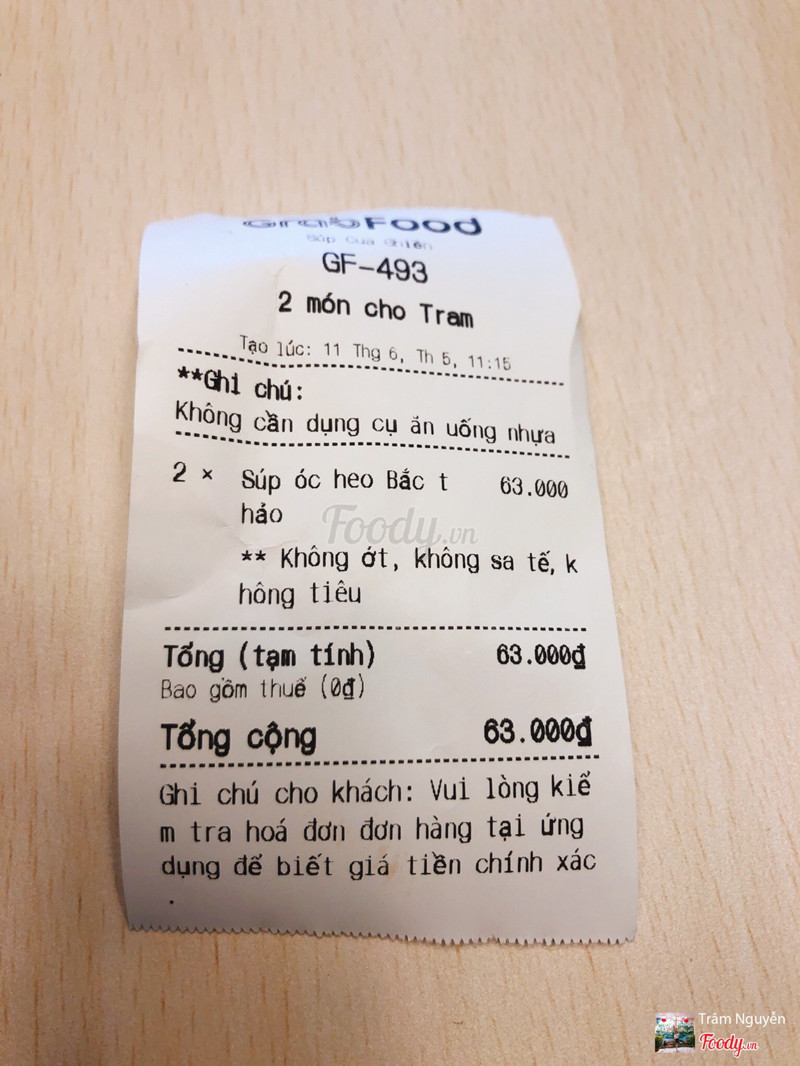 GrabFood
Súp Cua Ghiền
GF-493
2 món cho Tram
Tạo lúc: 11 Thg 6, Th 5, 11:15
**Ghi chú:
Không cần dụng cụ ăn uống nhựa
2 × Súp óc heo Bắc t 63.000
hảo
** Không ớt, không sa tế, k
hông tiêu
Tổng (tạm tính) 63.000₫
Bao gồm thuế (0₫)
Tổng cộng 63.000₫
Ghi chú cho khách: Vui lòng kiể
m tra hoá đơn đơn hàng tại ứng
dụng để biết giá tiền chính xác
.
Foody.vn
Trâm Nguyễn
Foody.vn